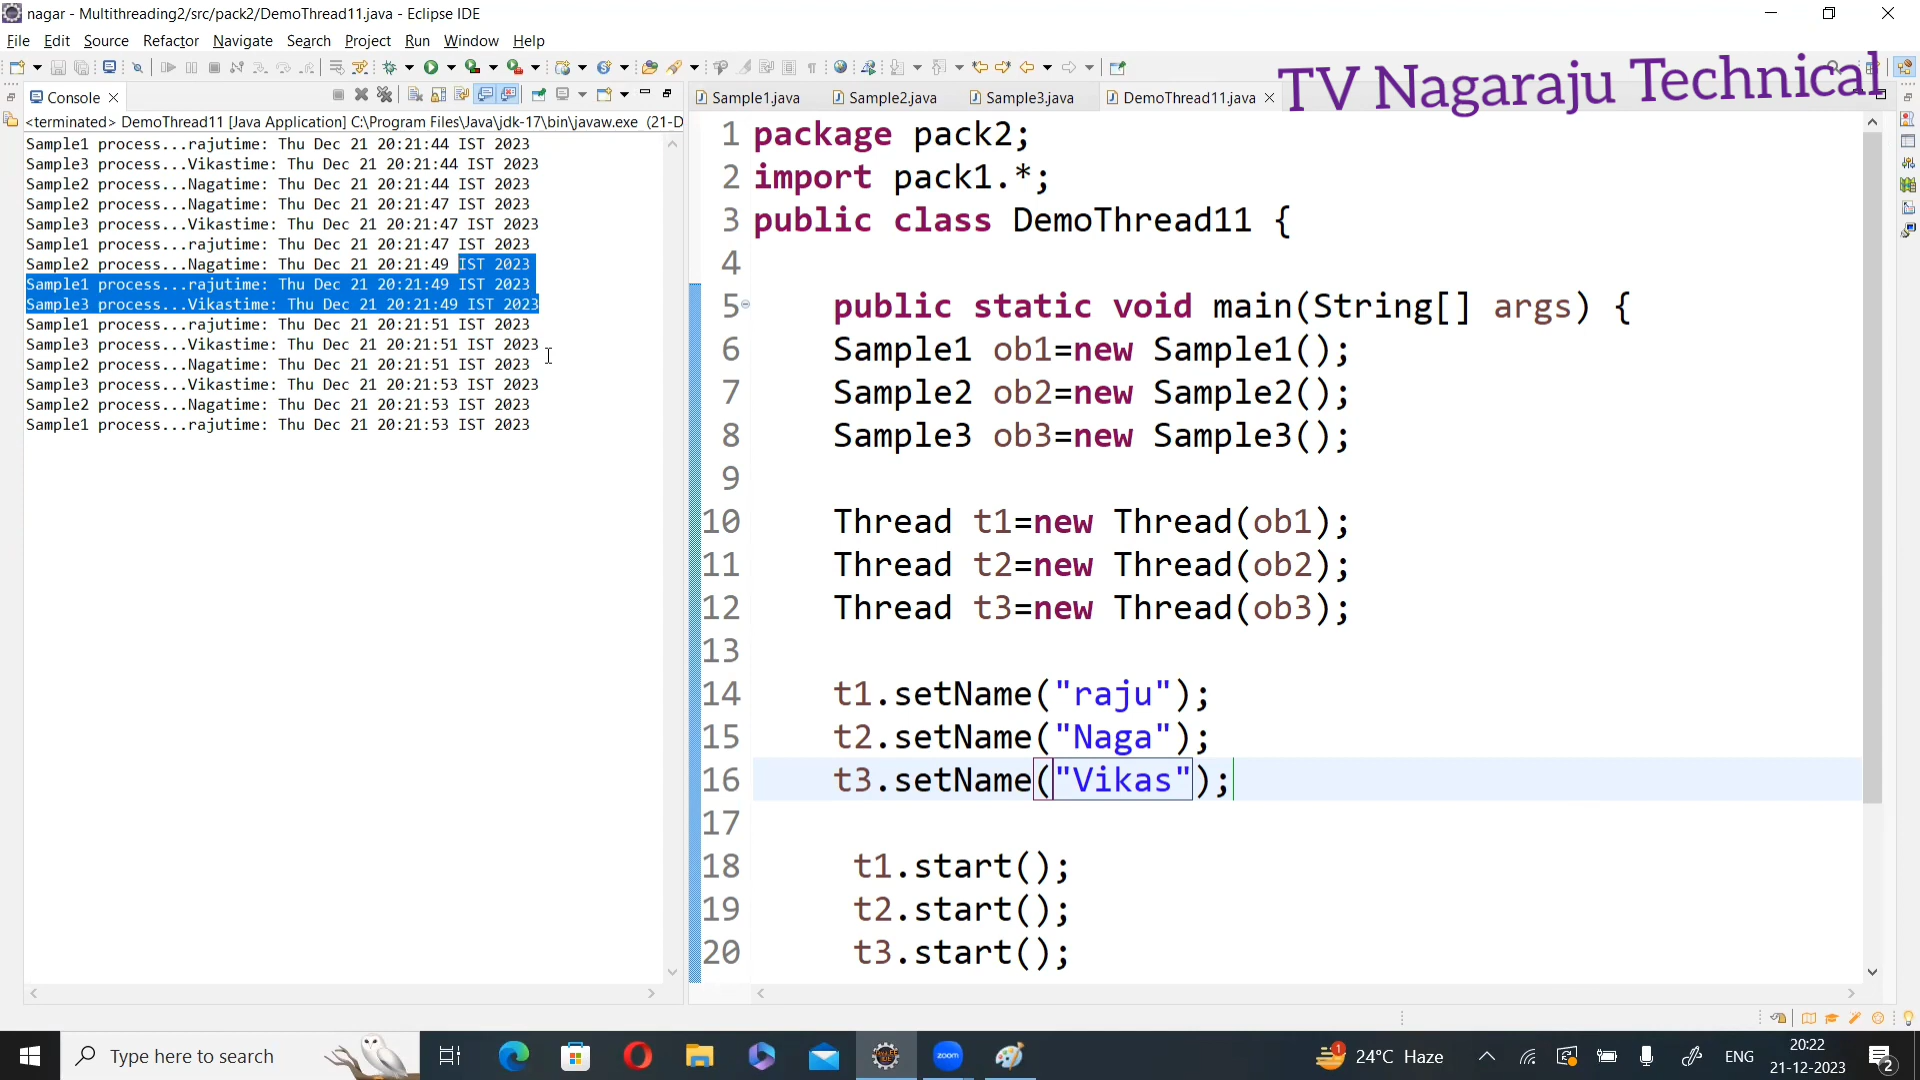 nagar - Multithreading2/src/pack2/DemoThread11.java - Eclipse IDE
File Edit Source Refactor Navigate Search Project Run Window Help
TV Nagaraju Technical
Console
<terminated> DemoThread11 [Java Application] C:\Program Files\Java\jdk-17\bin\javaw.exe (21-D
Sample1 process...rajutime: Thu Dec 21 20:21:44 IST 2023
Sample3 process...Vikastime: Thu Dec 21 20:21:44 IST 2023
Sample2 process...Nagatime: Thu Dec 21 20:21:44 IST 2023
Sample2 process...Nagatime: Thu Dec 21 20:21:47 IST 2023
Sample3 process...Vikastime: Thu Dec 21 20:21:47 IST 2023
Sample1 process...rajutime: Thu Dec 21 20:21:47 IST 2023
Sample2 process...Nagatime: Thu Dec 21 20:21:49 IST 2023
Sample1 process...rajutime: Thu Dec 21 20:21:49 IST 2023
Sample3 process...Vikastime: Thu Dec 21 20:21:49 IST 2023
Sample1 process...rajutime: Thu Dec 21 20:21:51 IST 2023
Sample3 process...Vikastime: Thu Dec 21 20:21:51 IST 2023
Sample2 process...Nagatime: Thu Dec 21 20:21:51 IST 2023
Sample3 process...Vikastime: Thu Dec 21 20:21:53 IST 2023
Sample2 process...Nagatime: Thu Dec 21 20:21:53 IST 2023
Sample1 process...rajutime: Thu Dec 21 20:21:53 IST 2023
Sample1.java Sample2.java Sample3.java DemoThread11.java
1 package pack2;
2 import pack1.*;
3 public class DemoThread11 {
4
5 public static void main(String[] args) {
6 Sample1 ob1=new Sample1();
7 Sample2 ob2=new Sample2();
8 Sample3 ob3=new Sample3();
9
10 Thread t1=new Thread(ob1);
11 Thread t2=new Thread(ob2);
12 Thread t3=new Thread(ob3);
13
14 t1.setName("raju");
15 t2.setName("Naga");
16 t3.setName("Vikas");
17
18 t1.start();
19 t2.start();
20 t3.start();
Type here to search
zoom
1
24°C Haze
ENG
20:22
21-12-2023
2